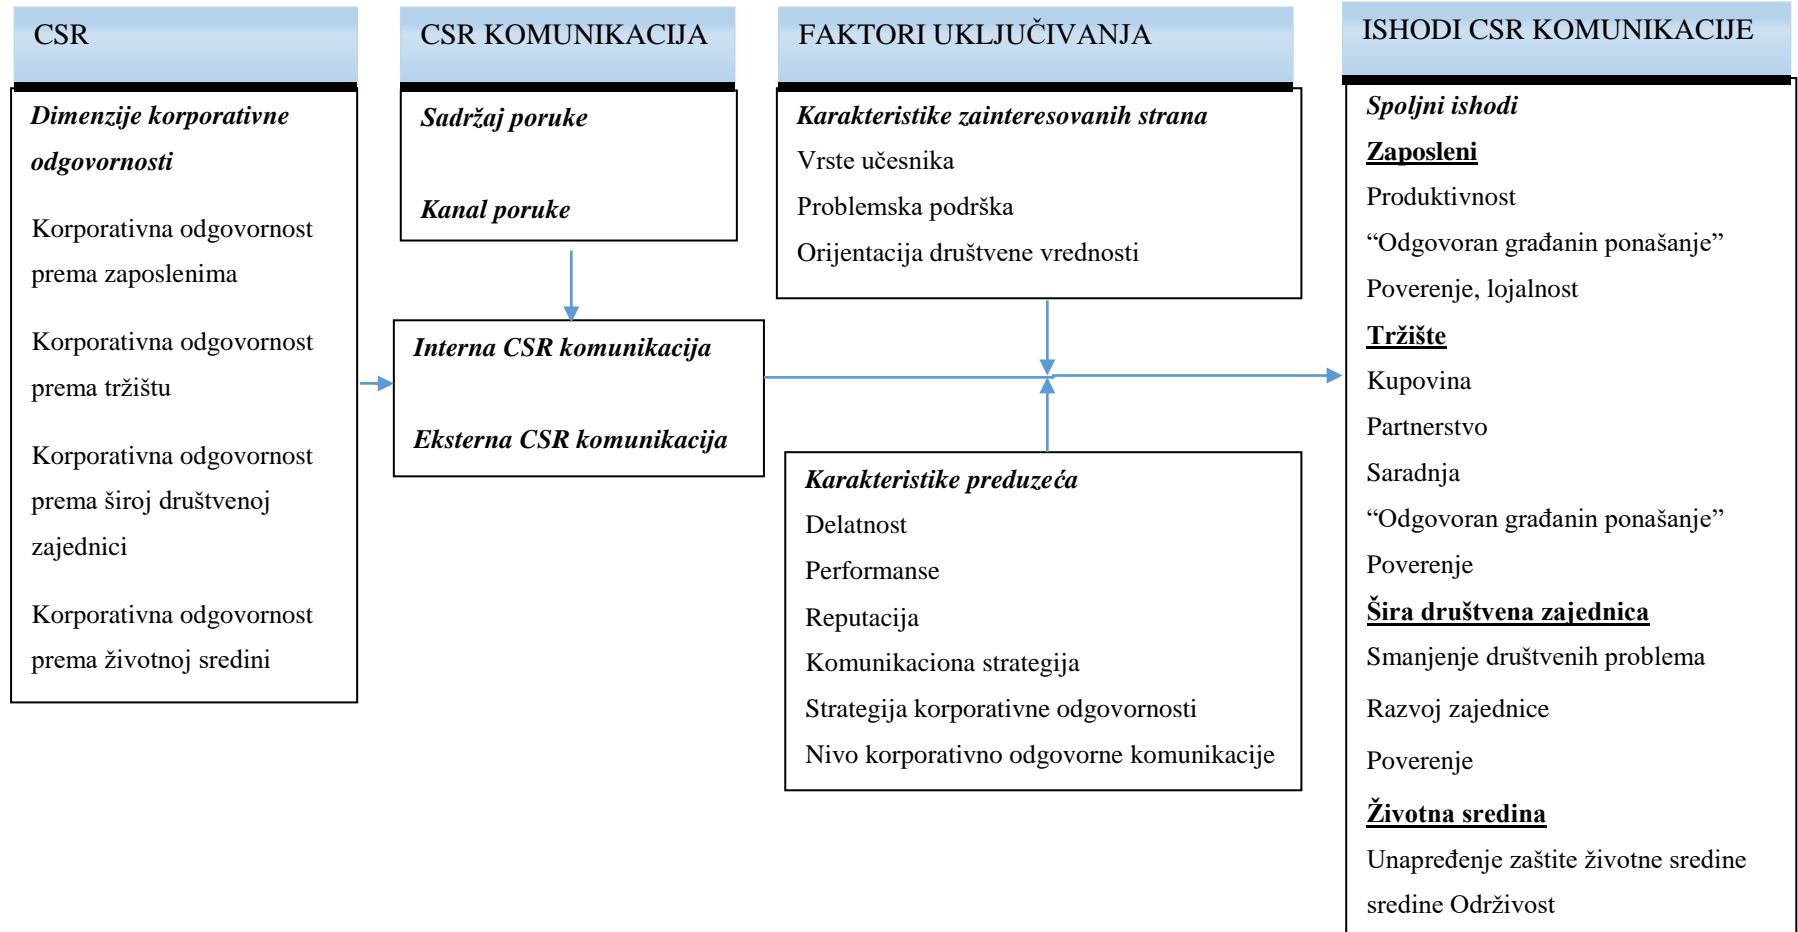 CSR
Dimenzije korporativne
odgovornosti
Korporativna odgovornost
prema zaposlenima
Korporativna odgovornost
prema tržištu
Korporativna odgovornost
prema široj društvenoj
zajednici
Korporativna odgovornost
prema životnoj sredini
CSR KOMUNIKACIJA
Sadržaj poruke
Kanal poruke
Interna CSR komunikacija
Eksterna CSR komunikacija
FAKTORI UKLJUČIVANJA
Karakteristike zainteresovanih strana
Vrste učesnika
Problemska podrška
Orijentacija društvene vrednosti
Karakteristike preduzeća
Delatnost
Performanse
Reputacija
Komunikaciona strategija
Strategija korporativne odgovornosti
Nivo korporativno odgovorne komunikacije
ISHODI CSR KOMUNIKACIJE
Spoljni ishodi
Zaposleni
Produktivnost
“Odgovoran građanin ponašanje”
Poverenje, lojalnost
Tržište
Kupovina
Partnerstvo
Saradnja
“Odgovoran građanin ponašanje”
Poverenje
Šira društvena zajednica
Smanjenje društvenih problema
Razvoj zajednice
Poverenje
Životna sredina
Unapređenje zaštite životne sredine
sredine Održivost